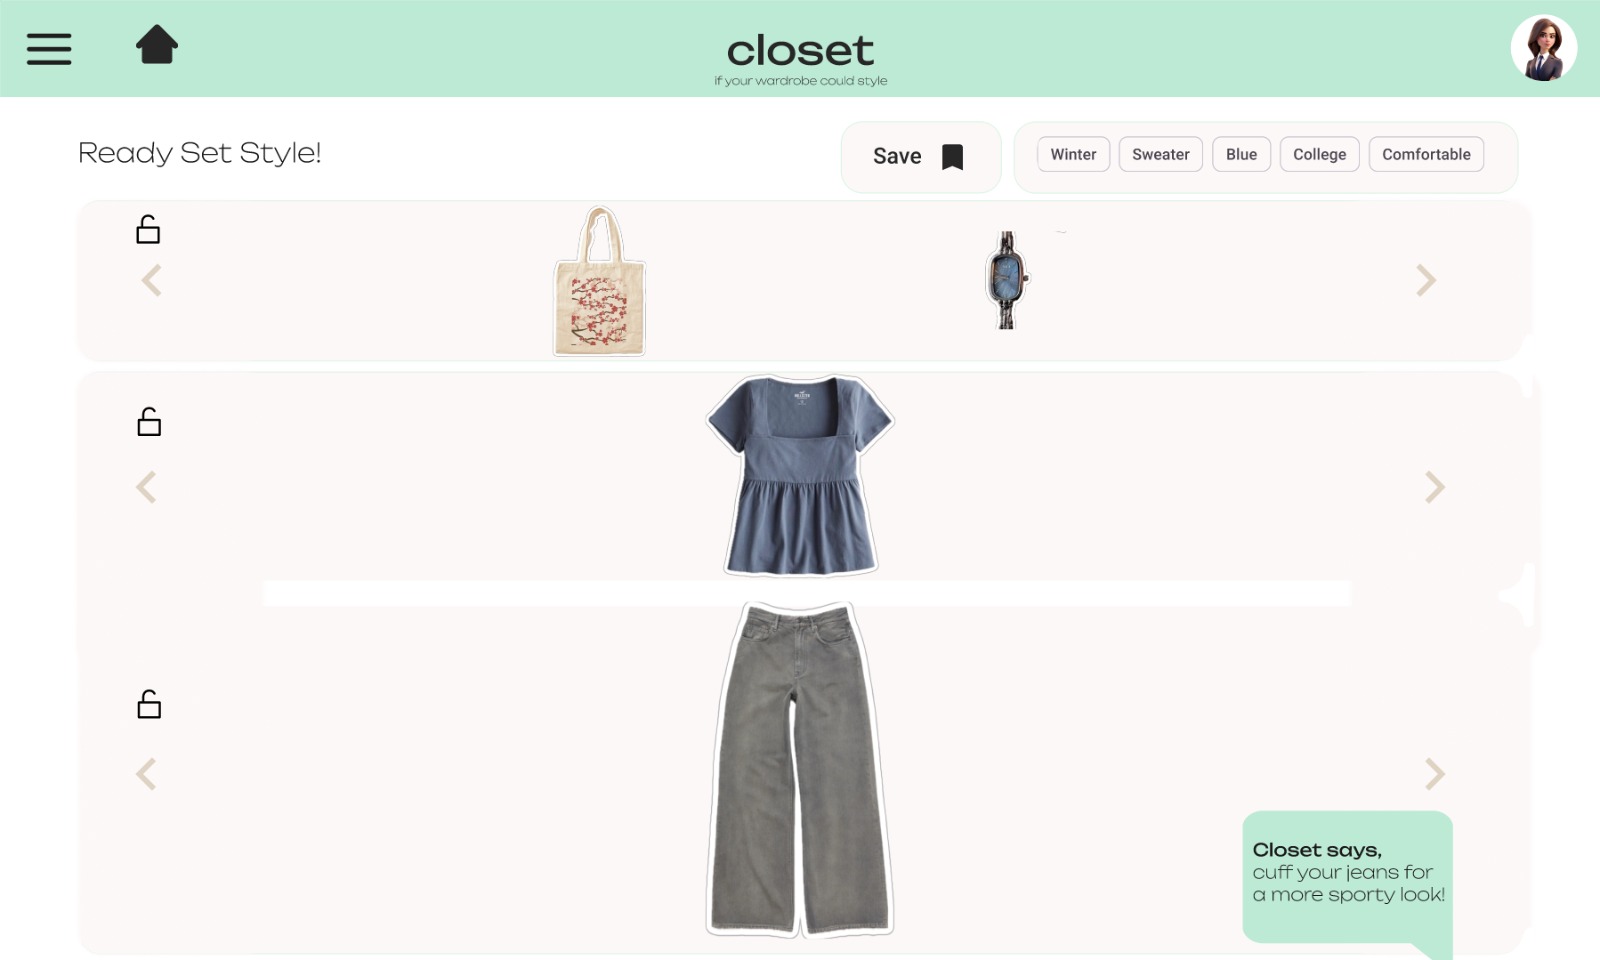 closet
if your wardrobe could style
Ready Set Style!
Save
Winter
Sweater
Blue
College
Comfortable
Closet says,
cuff your jeans for
a more sporty look!